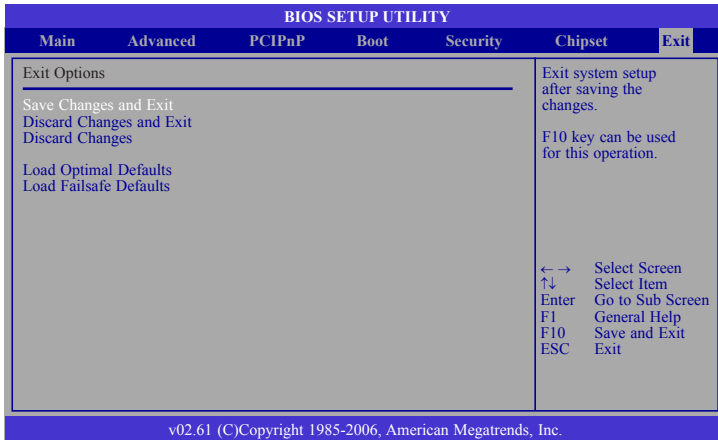 BIOS SETUP UTILITY
Main Advanced PCIPnP Boot Security Chipset Exit
Exit Options
Save Changes and Exit
Discard Changes and Exit
Discard Changes
Load Optimal Defaults
Load Failsafe Defaults
Exit system setup
after saving the
changes.
F10 key can be used
for this operation.
← → Select Screen
↑↓ Select Item
Enter Go to Sub Screen
F1 General Help
F10 Save and Exit
ESC Exit
v02.61 (C)Copyright 1985-2006, American Megatrends, Inc.